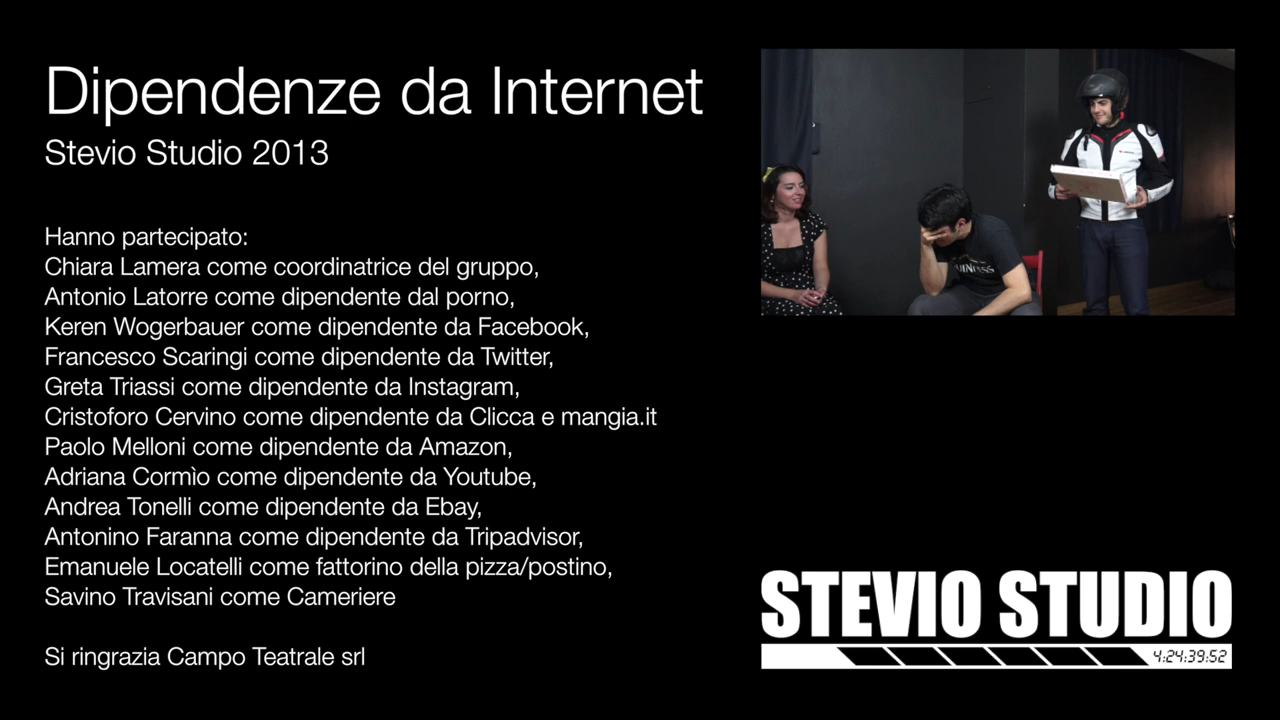 Dipendenze da Internet
Stevio Studio 2013
Hanno partecipato:
Chiara Lamera come coordinatrice del gruppo,
Antonio Latorre come dipendente dal porno,
Keren Wogerbauer come dipendente da Facebook,
Francesco Scaringi come dipendente da Twitter,
Greta Triassi come dipendente da Instagram,
Cristoforo Cervino come dipendente da Clicca e mangia.it
Paolo Melloni come dipendente da Amazon,
Adriana Cormìo come dipendente da Youtube,
Andrea Tonelli come dipendente da Ebay,
Antonino Faranna come dipendente da Tripadvisor,
Emanuele Locatelli come fattorino della pizza/postino,
Savino Travisani come Cameriere
Si ringrazia Campo Teatrale srl
GUINNESS
STEVIO STUDIO
4:24:39:52